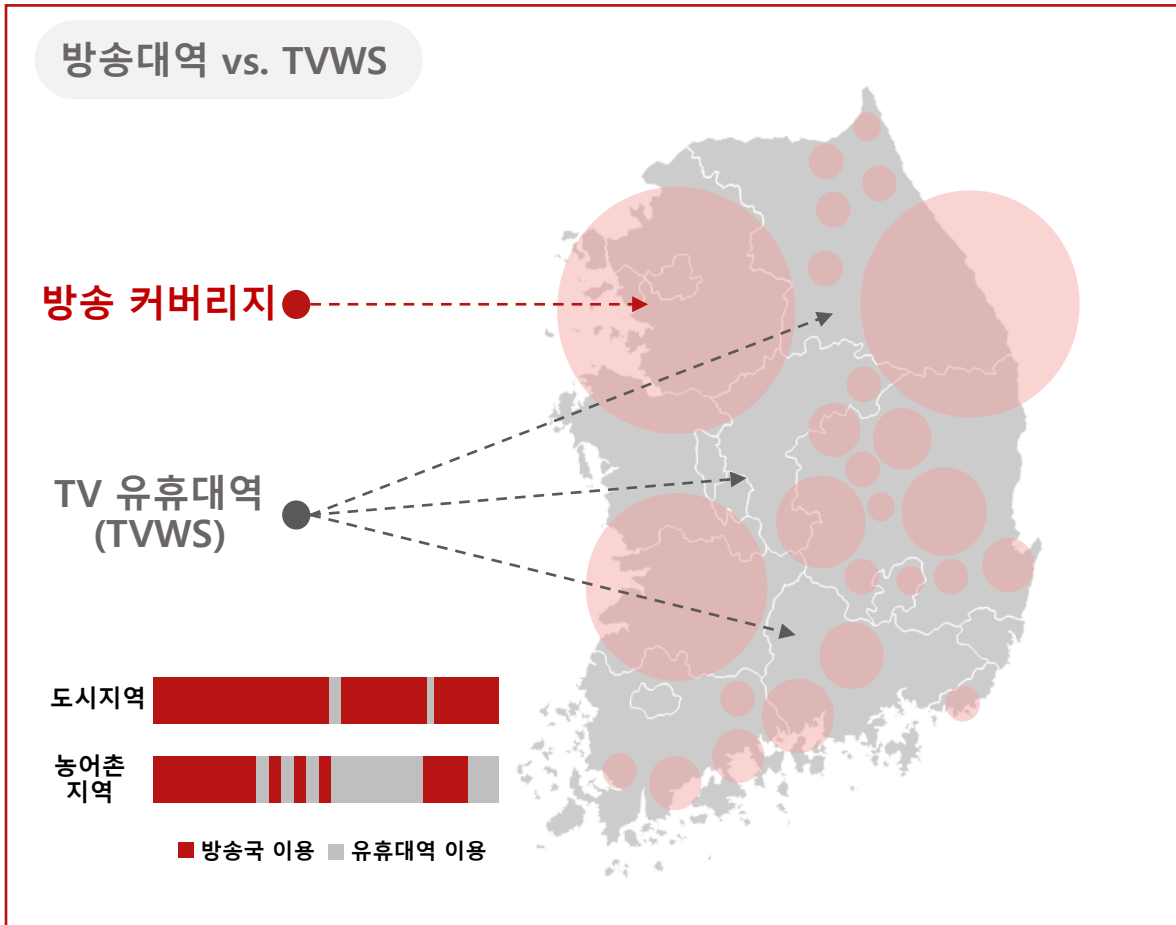 방송대역 vs. TVWS
방송 커버리지
TV 유휴대역
(TVWS)
도시지역
농어촌
지역
방송국 이용
유휴대역 이용